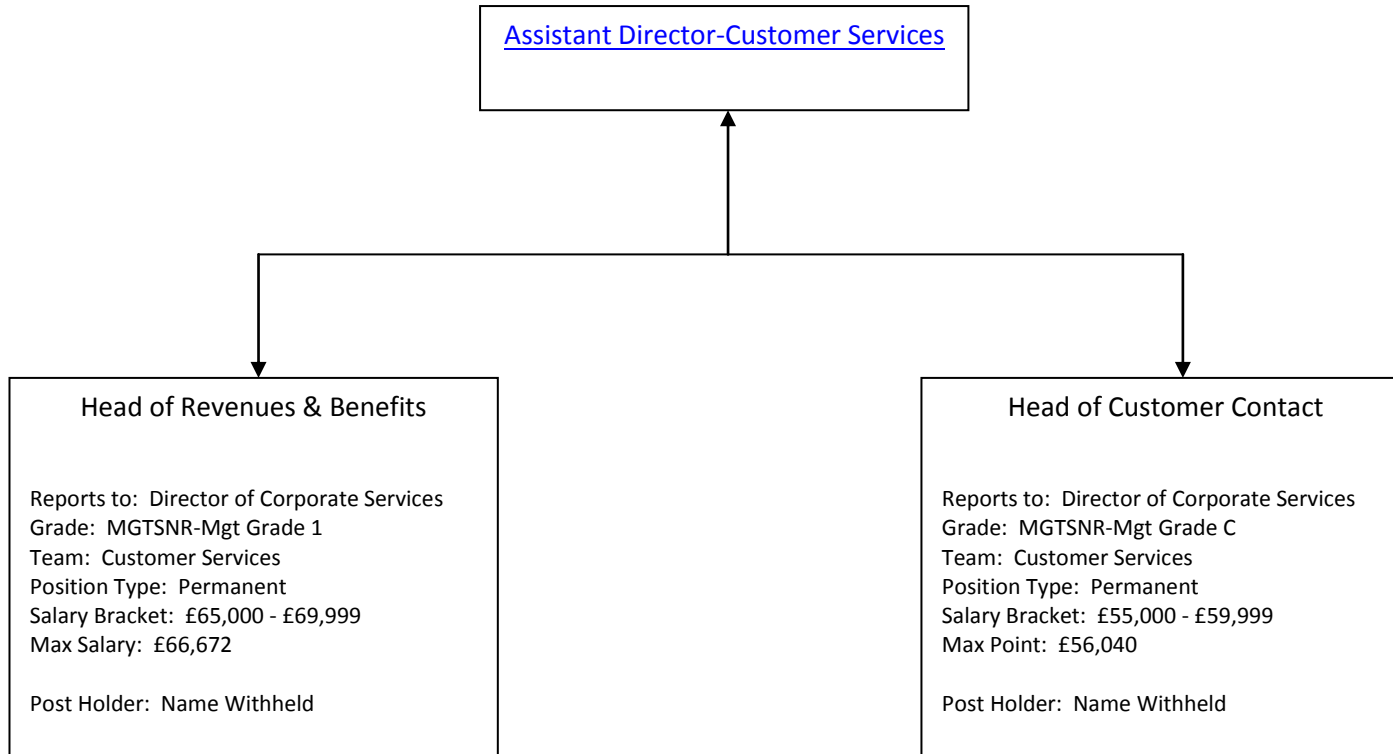 Assistant Director-Customer Services
Head of Revenues & Benefits
Reports to: Director of Corporate Services
Grade: MGTSNR-Mgt Grade 1
Team: Customer Services
Position Type: Permanent
Salary Bracket: £65,000 - £69,999
Max Salary: £66,672
Post Holder: Name Withheld
Head of Customer Contact
Reports to: Director of Corporate Services
Grade: MGTSNR-Mgt Grade C
Team: Customer Services
Position Type: Permanent
Salary Bracket: £55,000 - £59,999
Max Point: £56,040
Post Holder: Name Withheld